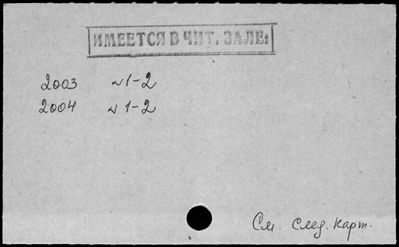 ИМЕЕТСЯ В ЧИТ. ЗАЛЕ:
2003 №1-2
2004 №1-2
См. след. карт.